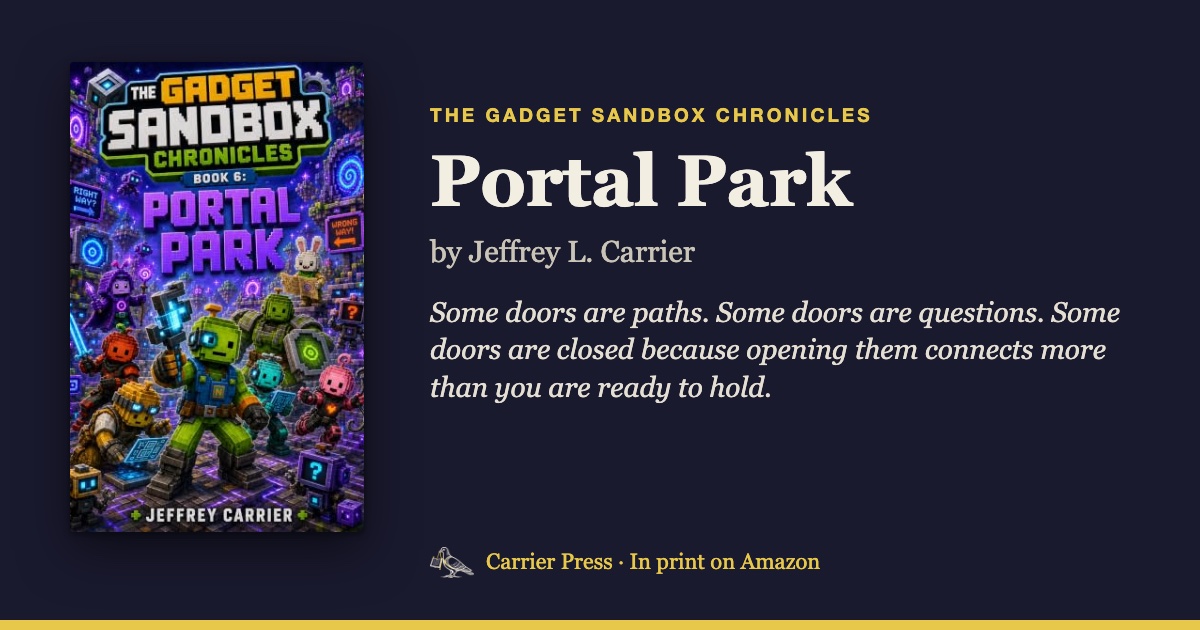 THE GADGET
SANDBOX
CHRONICLES
BOOK 6:
PORTAL
PARK
RIGHT
WAY?
WRONG
WAY!
?
?
N
JEFFREY CARRIER
THE GADGET SANDBOX CHRONICLES
Portal Park
by Jeffrey L. Carrier
Some doors are paths. Some doors are questions. Some
doors are closed because opening them connects more
than you are ready to hold.
Carrier Press · In print on Amazon